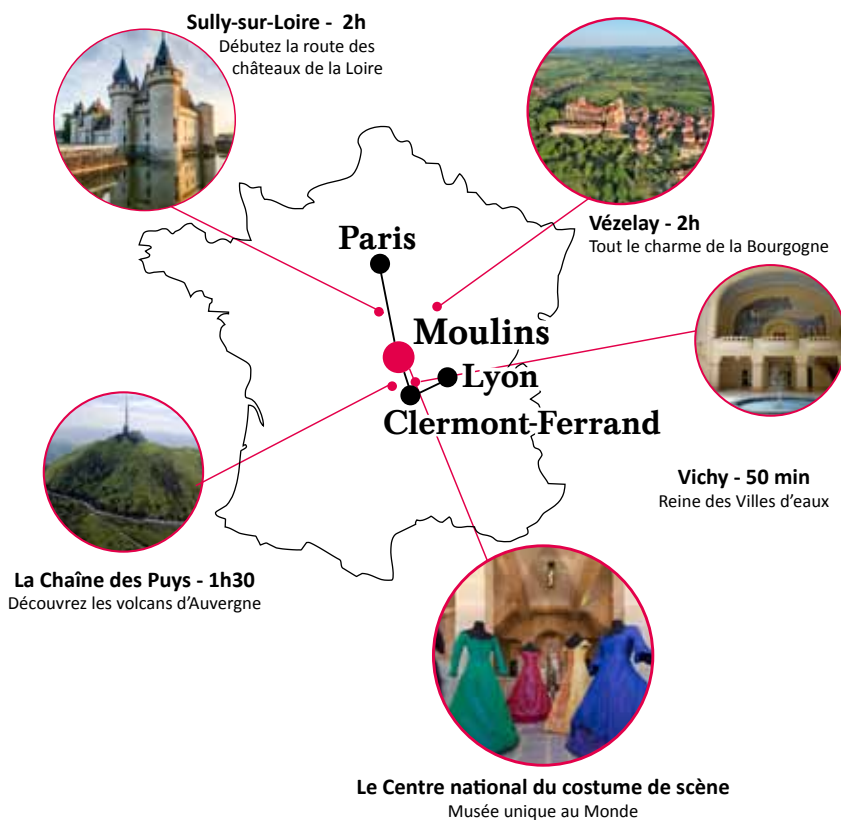 Sully-sur-Loire - 2h
Débutez la route des
châteaux de la Loire
Vézelay - 2h
Tout le charme de la Bourgogne
Paris
Moulins
Lyon
Clermont-Ferrand
Vichy - 50 min
Reine des Villes d'eaux
La Chaîne des Puys - 1h30
Découvrez les volcans d'Auvergne
Le Centre national du costume de scène
Musée unique au Monde